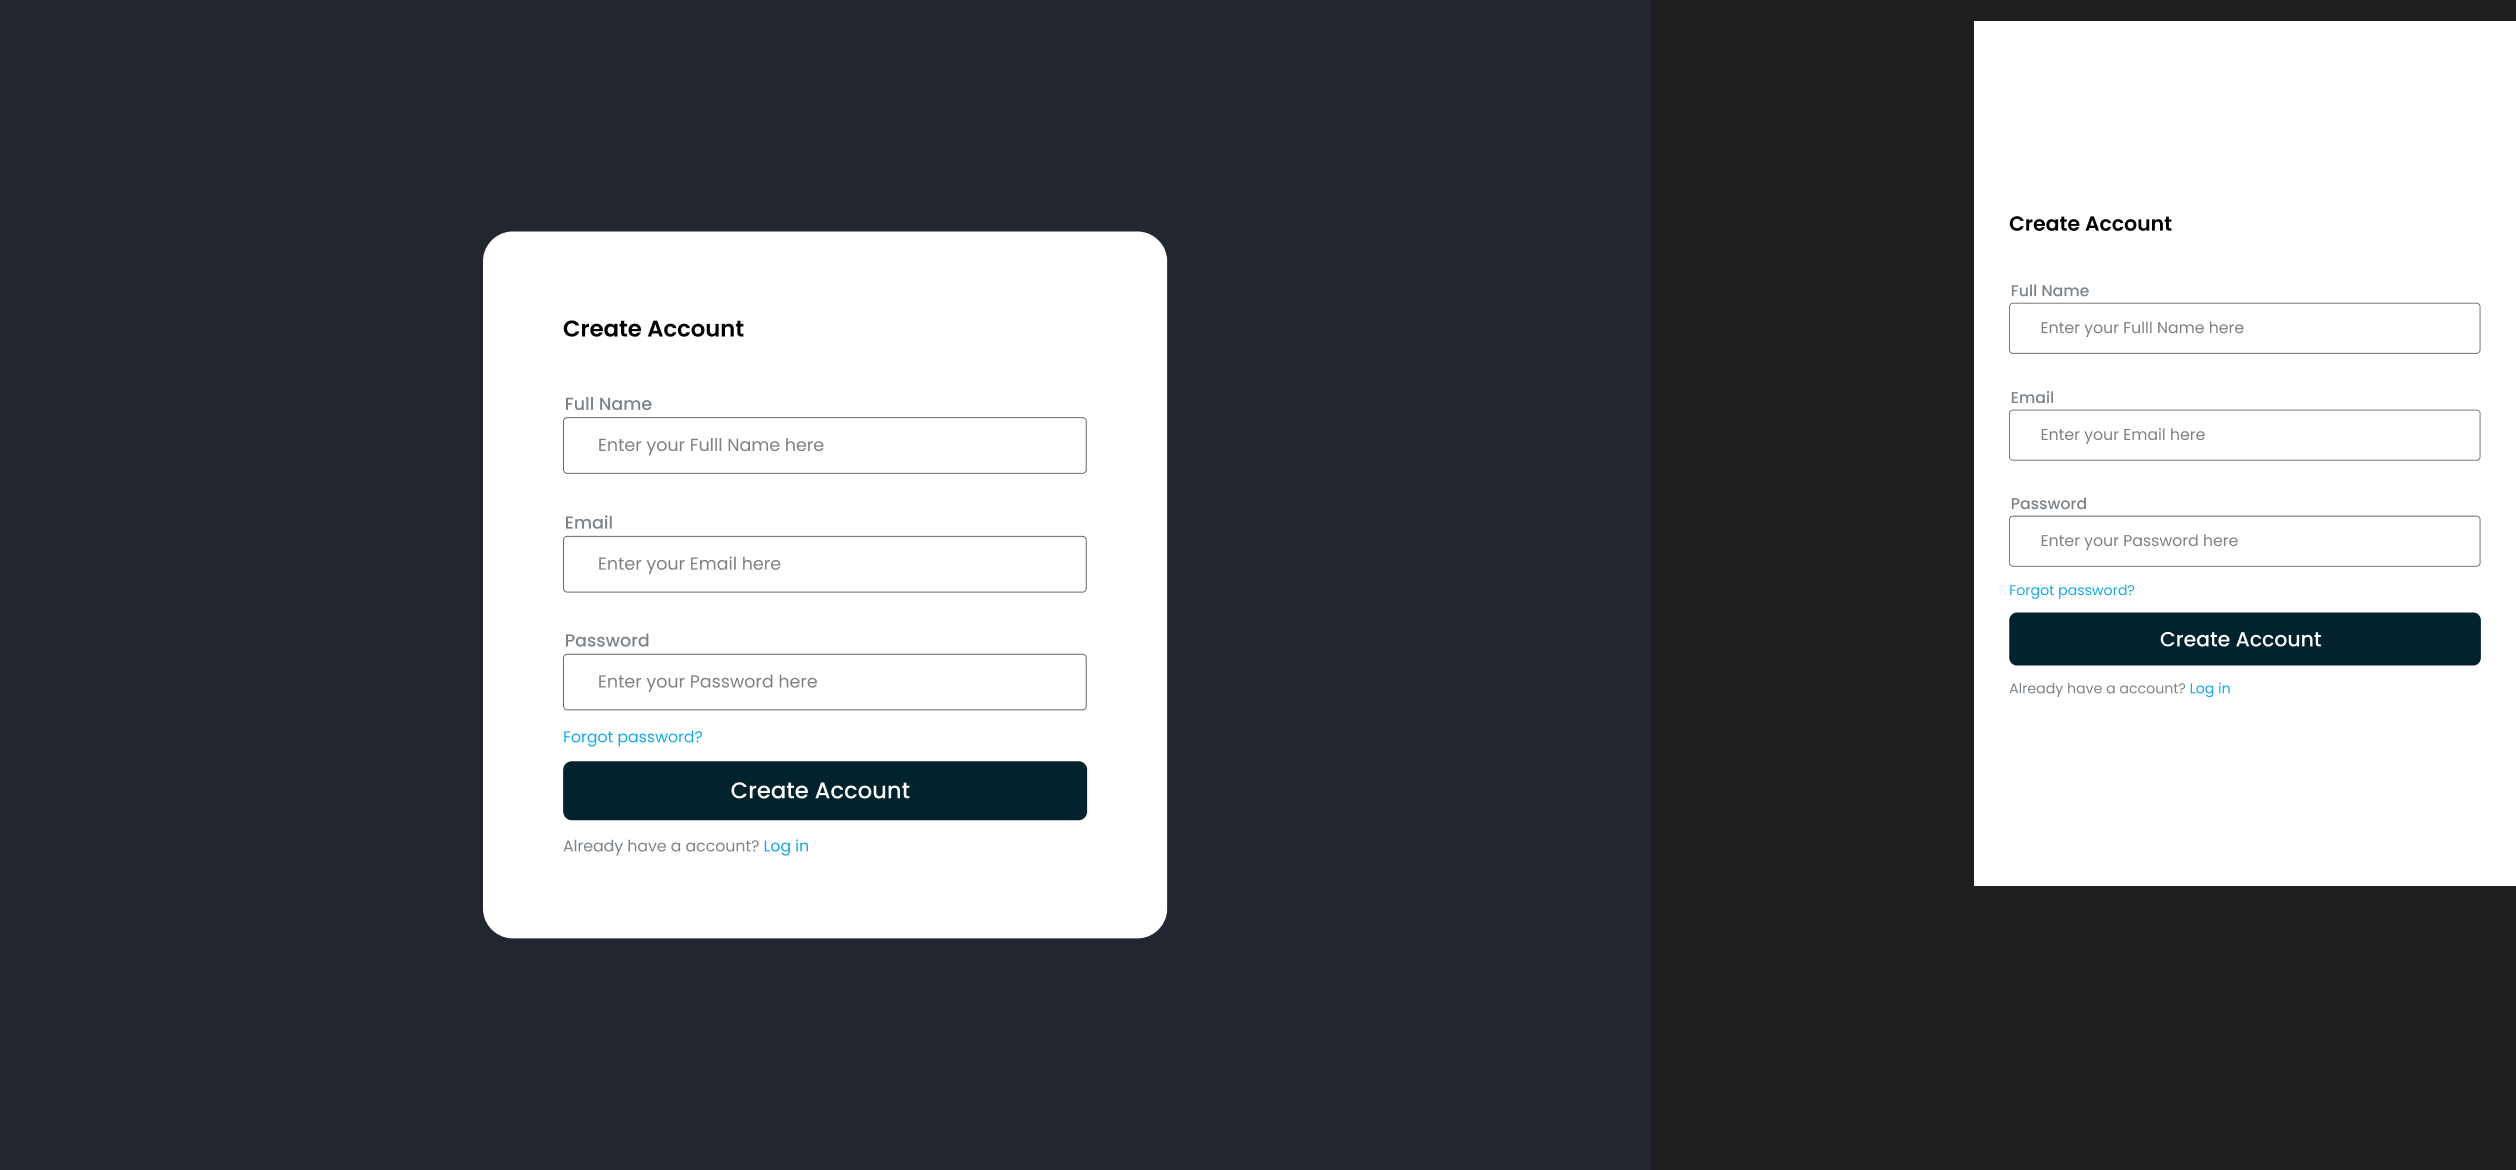 Create Account
Full Name
Enter your Fulll Name here
Email
Enter your Email here
Password
Enter your Password here
Forgot password?
Create Account
Already have a account? Log in
Create Account
Full Name
Enter your Fulll Name here
Email
Enter your Email here
Password
Enter your Password here
Forgot password?
Create Account
Already have a account? Log in